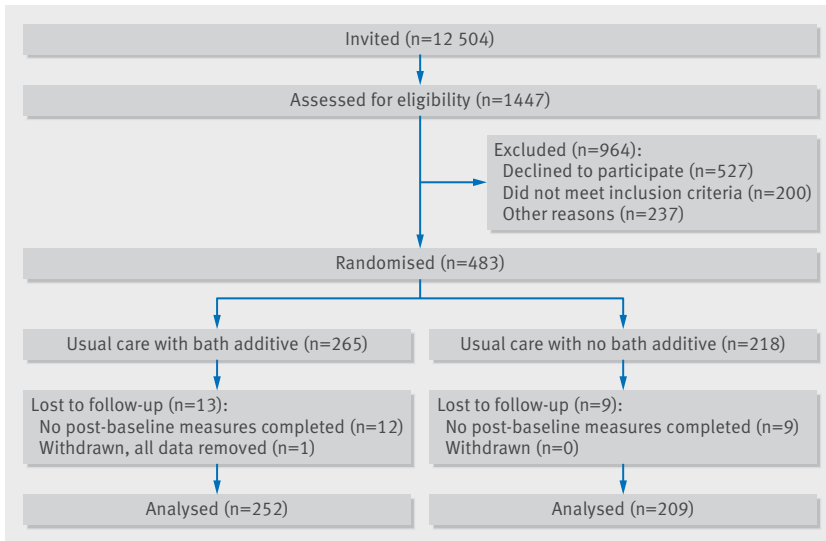 Invited (n=12 504)
Assessed for eligibility (n=1447)
Excluded (n=964):
Declined to participate (n=527)
Did not meet inclusion criteria (n=200)
Other reasons (n=237)
Randomised (n=483)
Usual care with bath additive (n=265)
Usual care with no bath additive (n=218)
Lost to follow-up (n=13):
No post-baseline measures completed (n=12)
Withdrawn, all data removed (n=1)
Lost to follow-up (n=9):
No post-baseline measures completed (n=9)
Withdrawn (n=0)
Analysed (n=252)
Analysed (n=209)